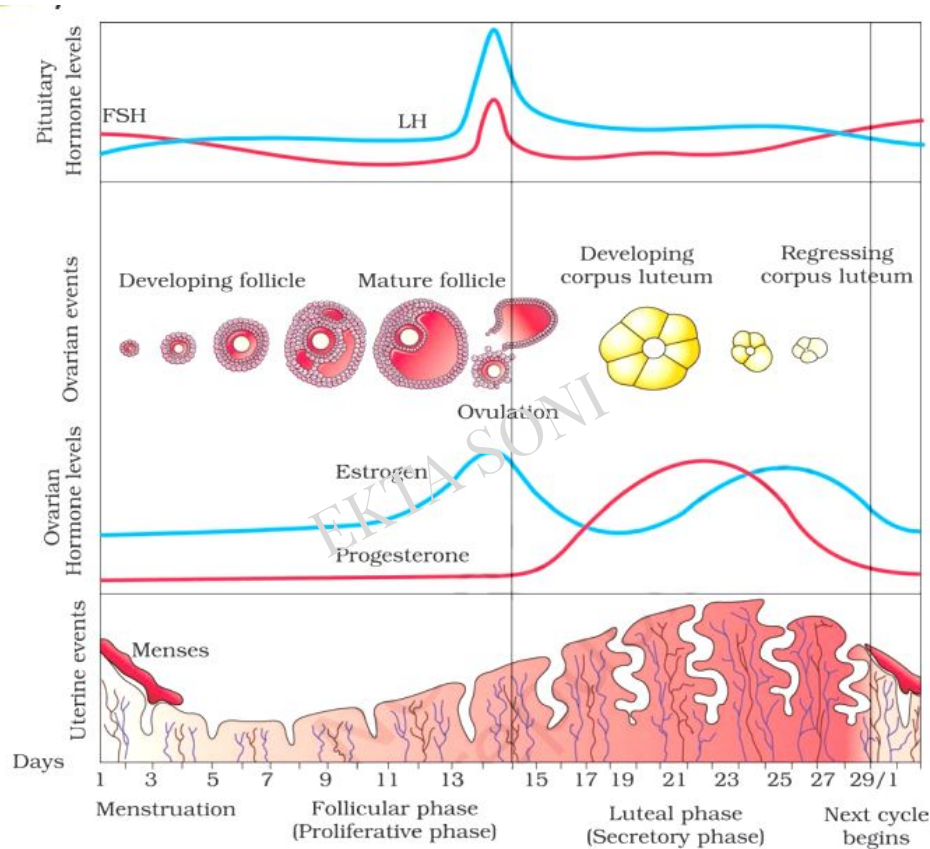 Pituitary
Hormone levels
FSH
LH
Ovarian events
Developing follicle
Mature follicle
Developing
corpus luteum
Regressing
corpus luteum
Ovulation
Ovarian
Hormone levels
Estrogen
Progesterone
EKTA SONI
Uterine events
Menses
Days
1 3 5 7 9 11 13 15 17 19 21 23 25 27 29/1
Menstruation
Follicular phase
(Proliferative phase)
Luteal phase
(Secretory phase)
Next cycle
begins